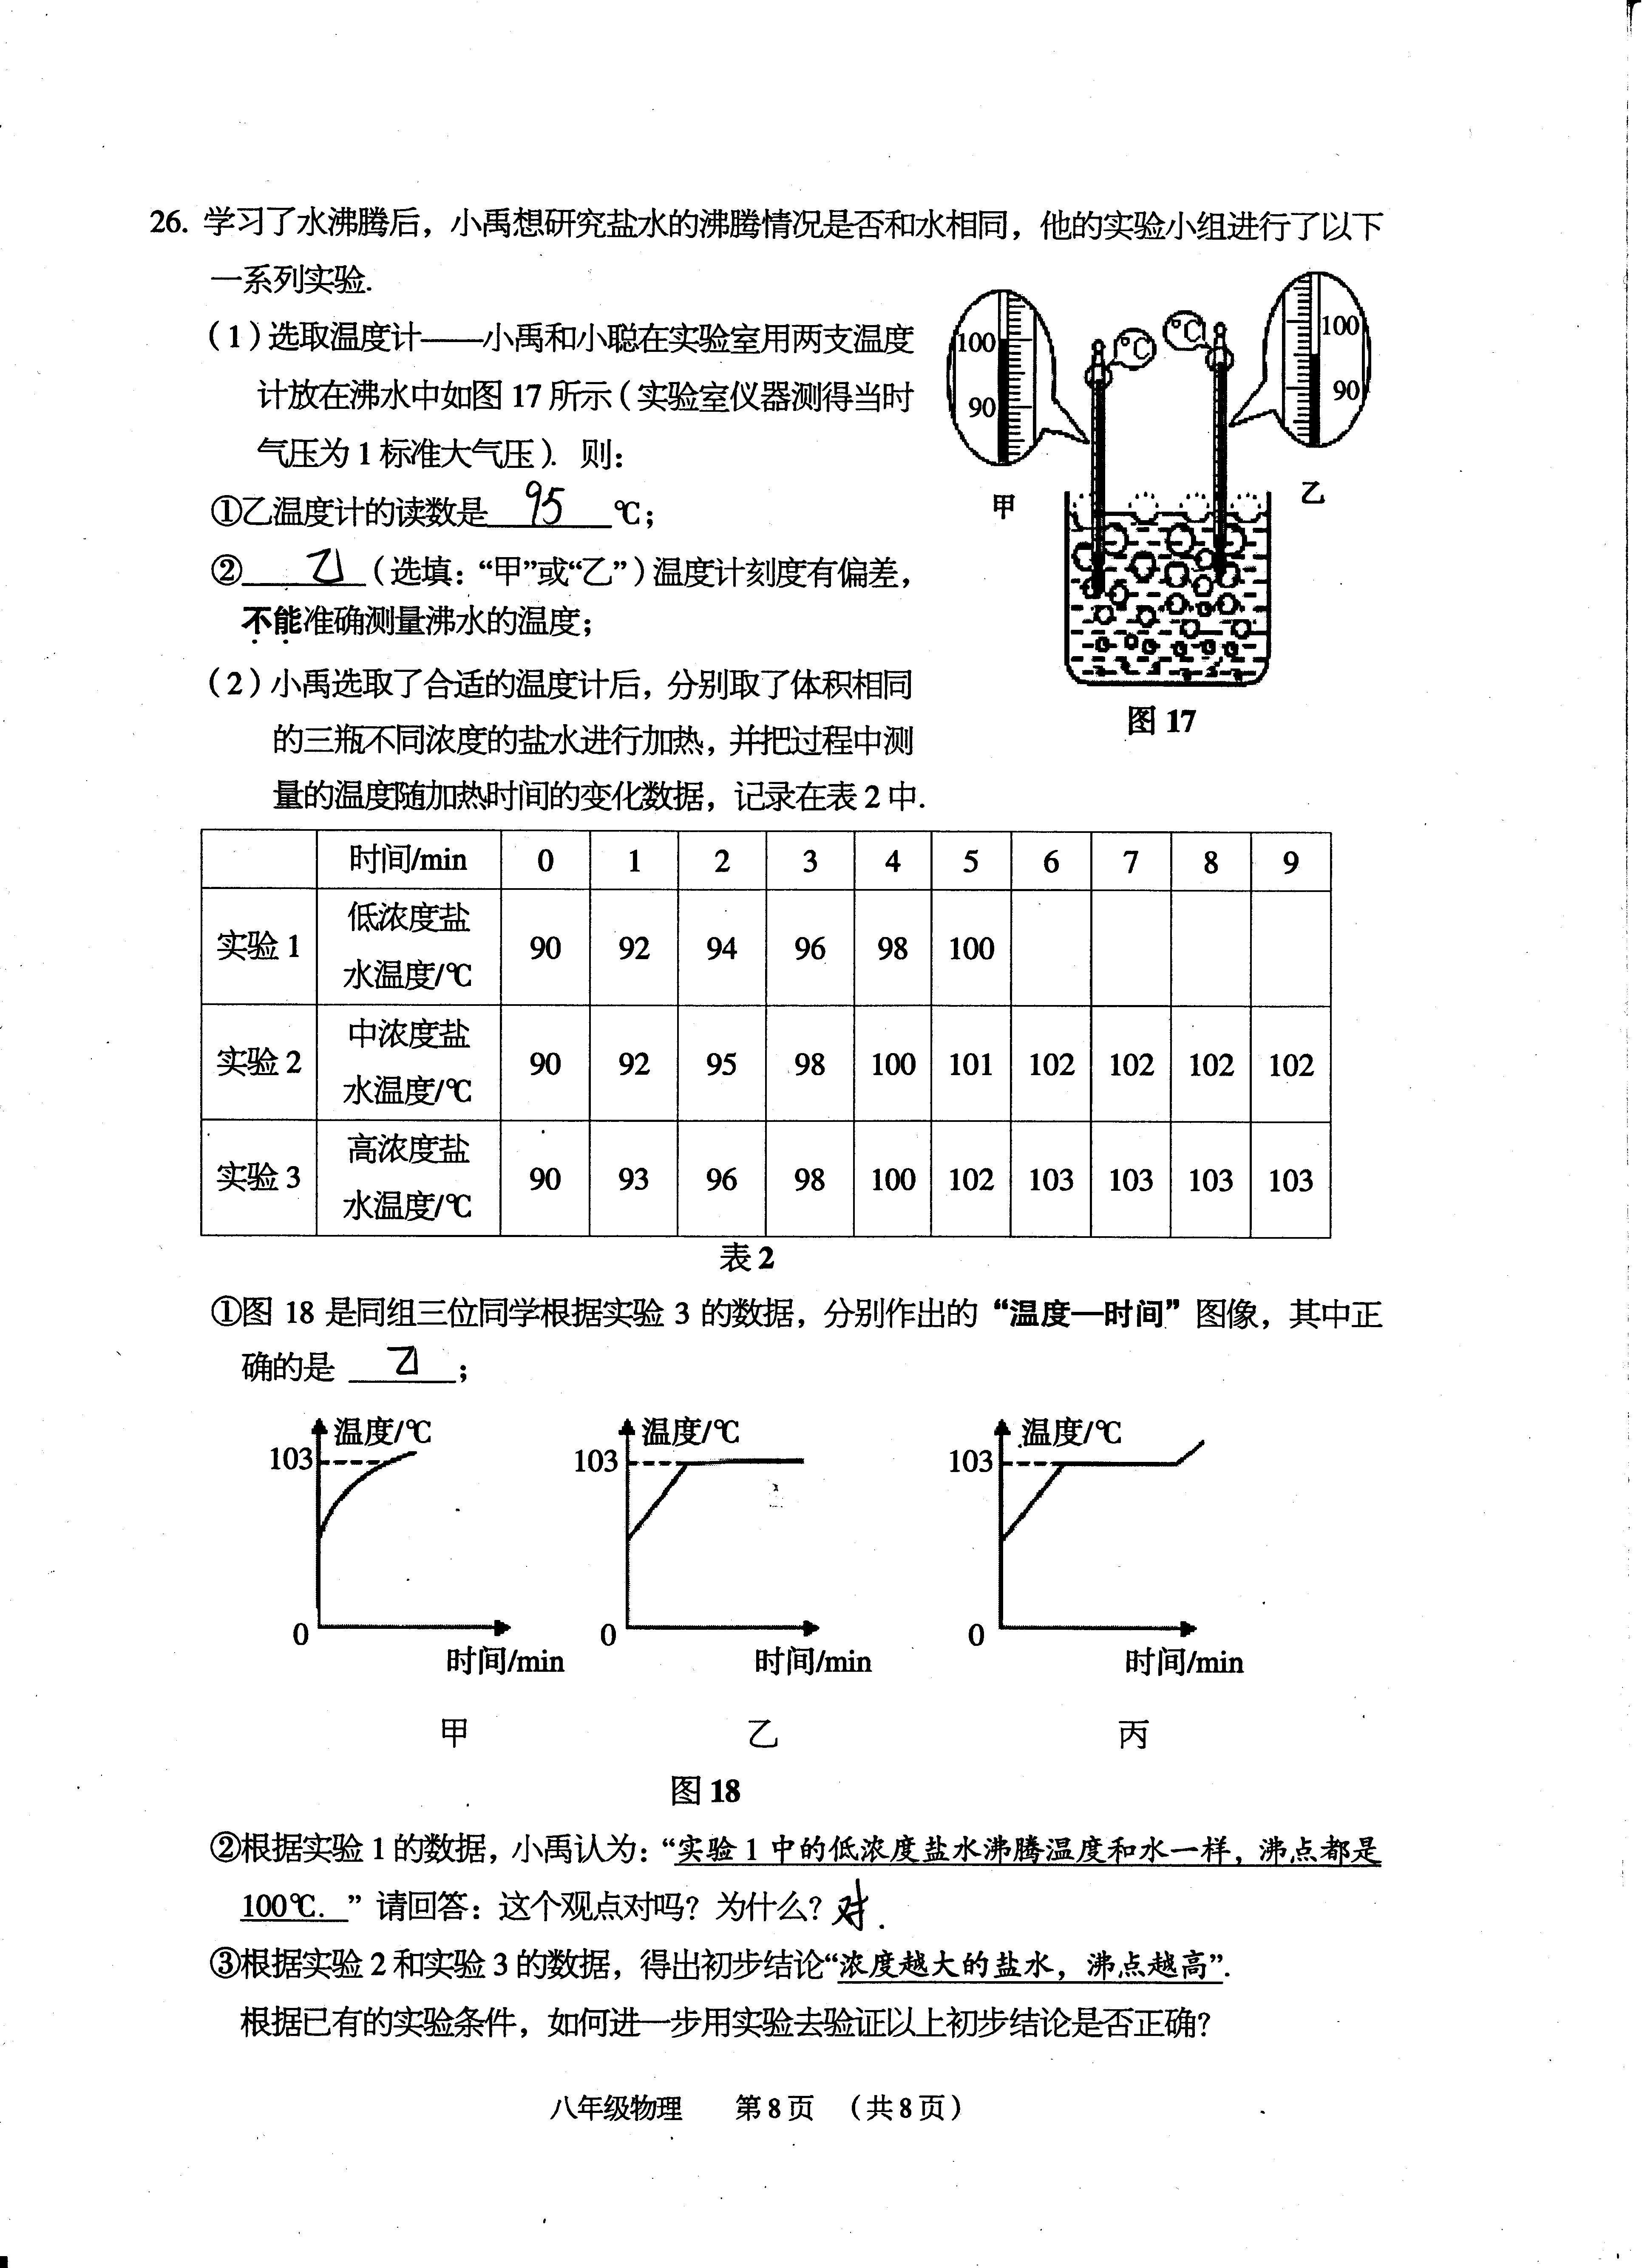 26. 学习了水沸腾后，小禹想研究盐水的沸腾情况是否和水相同，他的实验小组进行了以下
一系列实验.
（1）选取温度计——小禹和小聪在实验室用两支温度
计放在沸水中如图 17 所示（实验室仪器测得当时
气压为 1 标准大气压）. 则：
①乙温度计的读数是 95 ℃；
② 乙 （选填：“甲”或“乙”）温度计刻度有偏差，
不能准确测量沸水的温度；
100
90
℃
甲
℃
100
90
乙
图 17
（2）小禹选取了合适的温度计后，分别取了体积相同
的三瓶不同浓度的盐水进行加热，并把过程中测
量的温度随加热时间的变化数据，记录在表 2 中.
时间/min 0 1 2 3 4 5 6 7 8 9
实验 1 低浓度盐水温度/℃ 90 92 94 96 98 100
实验 2 中浓度盐水温度/℃ 90 92 95 98 100 101 102 102 102 102
实验 3 高浓度盐水温度/℃ 90 93 96 98 100 102 103 103 103 103
表 2
①图 18 是同组三位同学根据实验 3 的数据，分别作出的“温度—时间”图像，其中正
确的是 乙 ；
温度/℃
103
0
时间/min
甲
温度/℃
103
0
时间/min
乙
温度/℃
103
0
时间/min
丙
图 18
②根据实验 1 的数据，小禹认为：“实验 1 中的低浓度盐水沸腾温度和水一样，沸点都是
100℃. ”请回答：这个观点对吗？为什么？对.
③根据实验 2 和实验 3 的数据，得出初步结论“浓度越大的盐水，沸点越高”.
根据已有的实验条件，如何进一步用实验去验证以上初步结论是否正确？
八年级物理 第 8 页 （共 8 页）